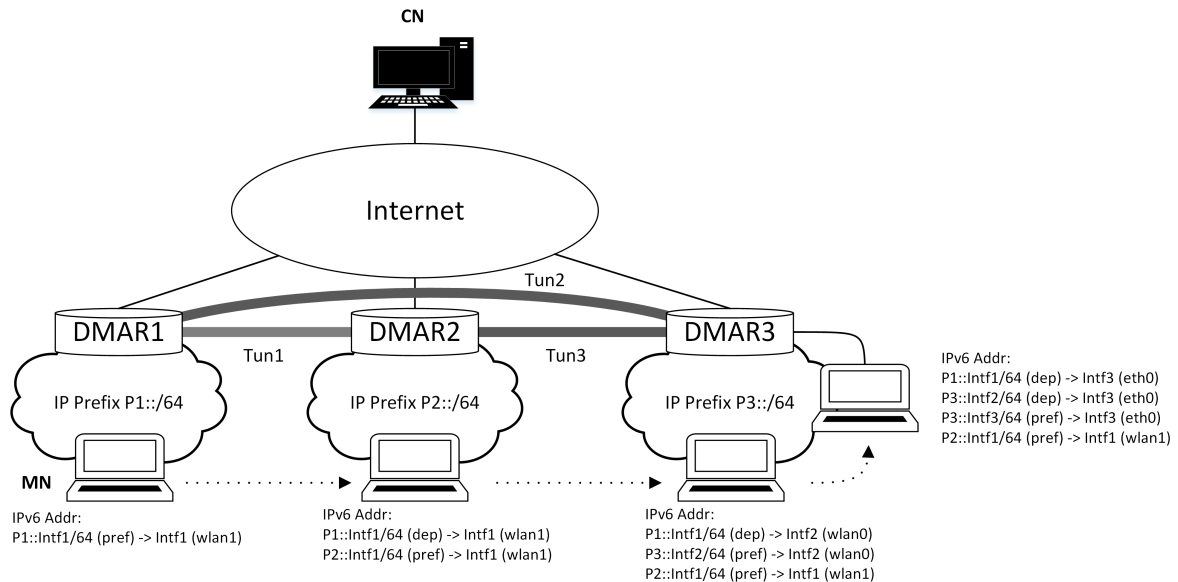 CN
Internet
Tun2
DMAR1
DMAR2
DMAR3
Tun1
Tun3
IP Prefix P1::/64
IP Prefix P2::/64
IP Prefix P3::/64
IPv6 Addr:
P1::Intf1/64 (dep) -> Intf3 (eth0)
P3::Intf2/64 (dep) -> Intf3 (eth0)
P3::Intf3/64 (pref) -> Intf3 (eth0)
P2::Intf1/64 (pref) -> Intf1 (wlan1)
MN
IPv6 Addr:
P1::Intf1/64 (pref) -> Intf1 (wlan1)
IPv6 Addr:
P1::Intf1/64 (dep) -> Intf1 (wlan1)
P2::Intf1/64 (pref) -> Intf1 (wlan1)
IPv6 Addr:
P1::Intf1/64 (dep) -> Intf2 (wlan0)
P3::Intf2/64 (pref) -> Intf2 (wlan0)
P2::Intf1/64 (pref) -> Intf1 (wlan1)